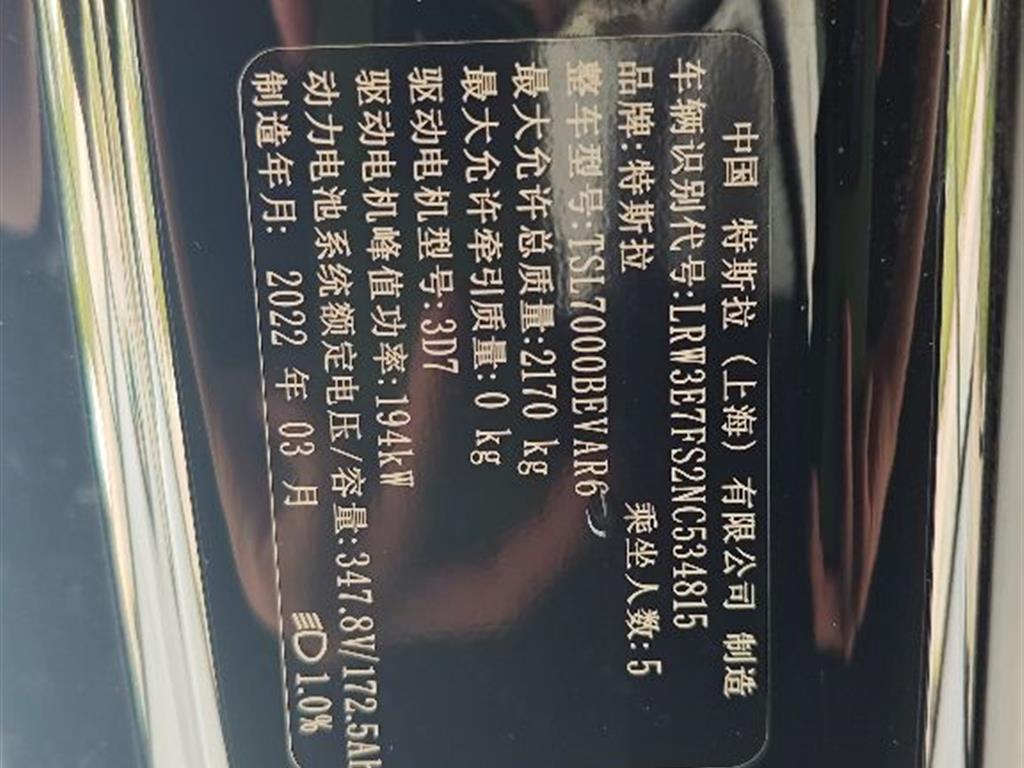 中国 特斯拉（上海）有限公司 制造
车辆识别代号:LRW3E7FS2NC534815
品牌:特斯拉 乘坐人数:5
整车型号:TSL7000BEVAR6
最大允许总质量:2170 kg
最大允许牵引质量:0 kg
驱动电机型号:3D7
驱动电机峰值功率:194kW
动力电池系统额定电压/容量:347.8V/172.5Ah
制造年月: 2022 年 03 月 1.0%